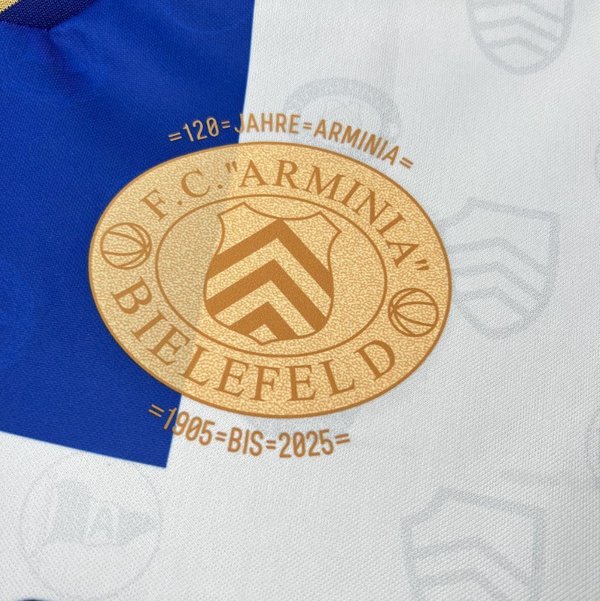 =120=JAHRE=ARMINIA=
F.C."ARMINIA"
BIELEFELD
=1905=BIS=2025=
A